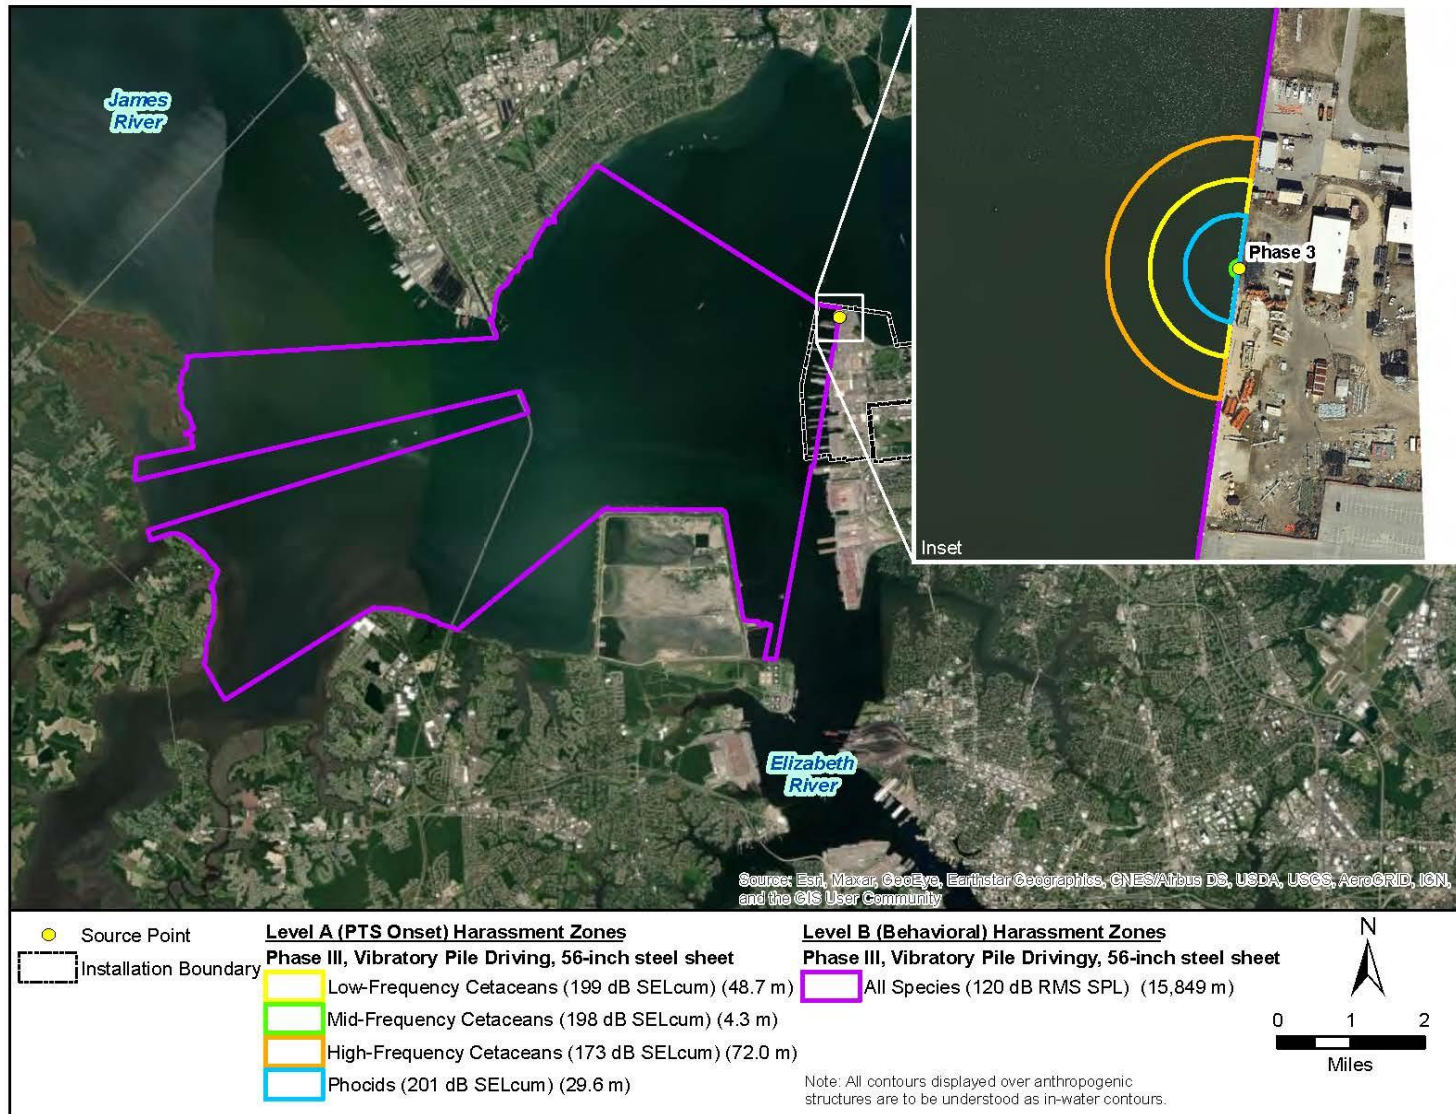 James
River
Phase 3
Inset
Elizabeth
River
Source: Esri, Maxar, GeoEye, Earthstar Geographics, CNES/Airbus DS, USDA, USGS, AeroGRID, IGN,
and the GIS User Community
Source Point
Installation Boundary
Level A (PTS Onset) Harassment Zones
Phase III, Vibratory Pile Driving, 56-inch steel sheet
Low-Frequency Cetaceans (199 dB SELcum) (48.7 m)
Mid-Frequency Cetaceans (198 dB SELcum) (4.3 m)
High-Frequency Cetaceans (173 dB SELcum) (72.0 m)
Phocids (201 dB SELcum) (29.6 m)
Level B (Behavioral) Harassment Zones
Phase III, Vibratory Pile Drivingy, 56-inch steel sheet
All Species (120 dB RMS SPL) (15,849 m)
Note: All contours displayed over anthropogenic
structures are to be understood as in-water contours.
N
0 1 2
Miles